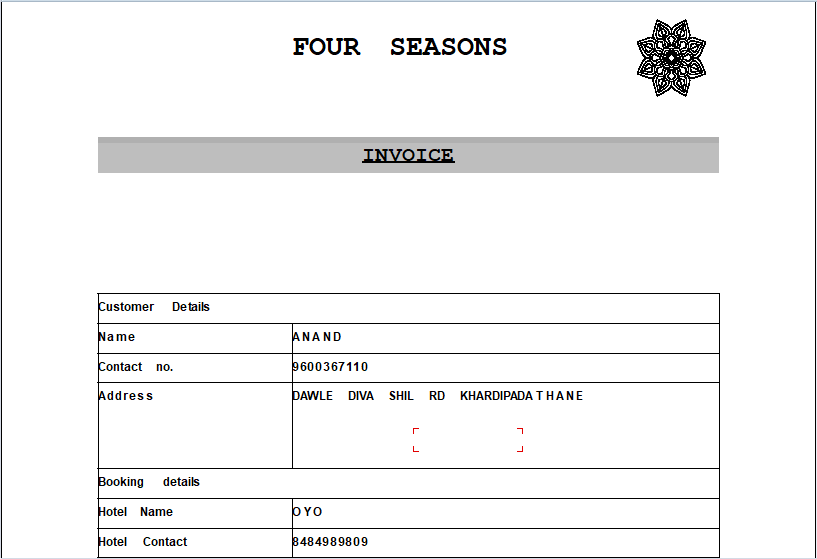 FOUR SEASONS
INVOICE
Customer Details
Name ANAND
Contact no. 9600367110
Address DAWLE DIVA SHIL RD KHARDIPADA THANE
Booking details
Hotel Name OYO
Hotel Contact 8484989809